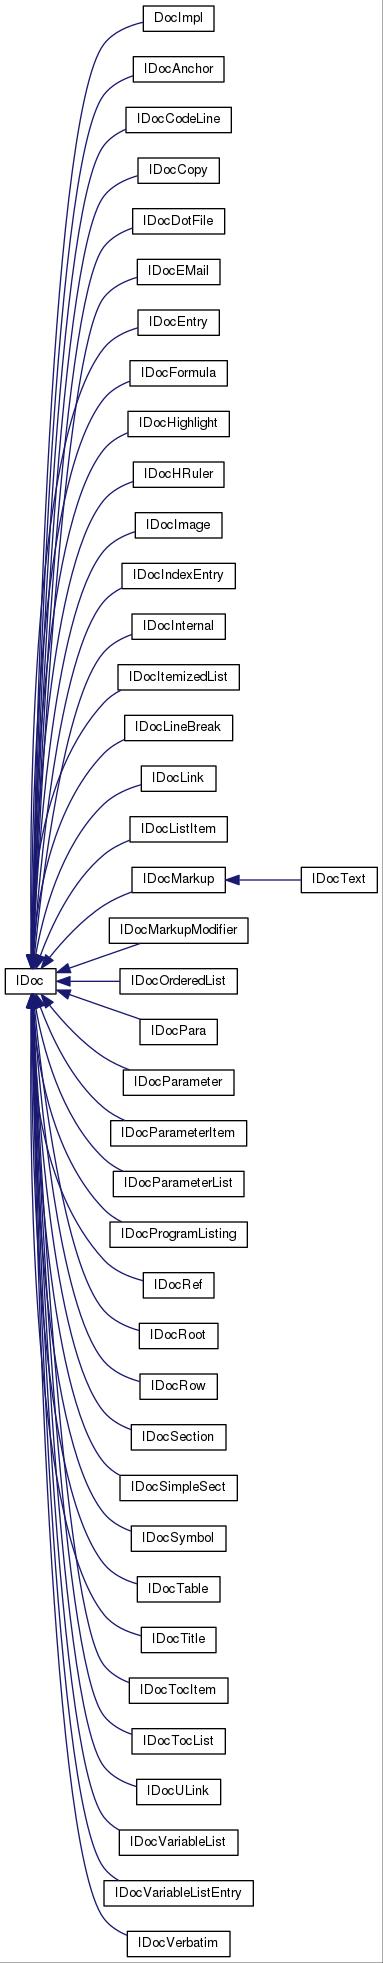 DocImpl
IDocAnchor
IDocCodeLine
IDocCopy
IDocDotFile
IDocEMail
IDocEntry
IDocFormula
IDocHighlight
IDocHRuler
IDocImage
IDocIndexEntry
IDocInternal
IDocItemizedList
IDocLineBreak
IDocLink
IDocListItem
IDocMarkup
IDocText
IDocMarkupModifier
IDoc
IDocOrderedList
IDocPara
IDocParameter
IDocParameterItem
IDocParameterList
IDocProgramListing
IDocRef
IDocRoot
IDocRow
IDocSection
IDocSimpleSect
IDocSymbol
IDocTable
IDocTitle
IDocTocItem
IDocTocList
IDocULink
IDocVariableList
IDocVariableListEntry
IDocVerbatim